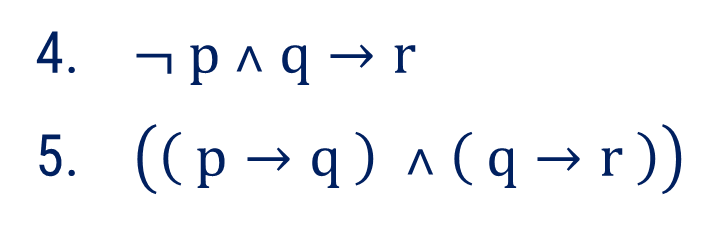 4. ¬ p ∧ q → r
5. (( p → q ) ∧ ( q → r ))